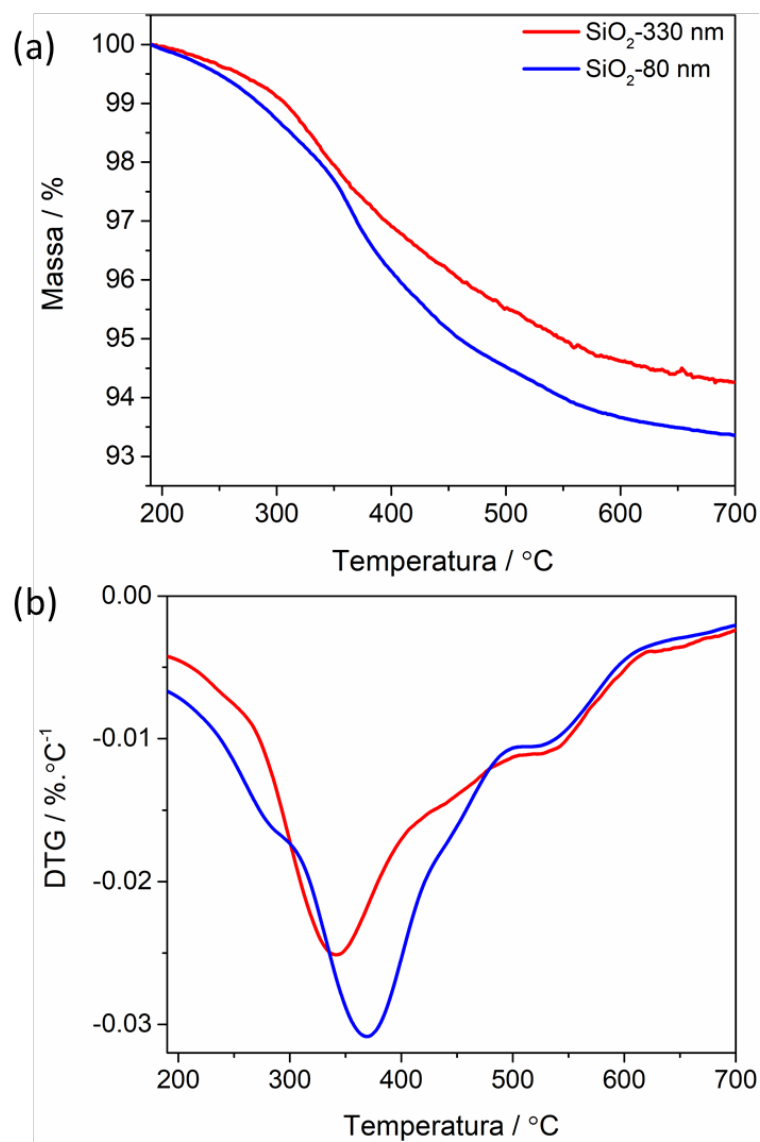 (a)
SiO₂-330 nm
SiO₂-80 nm
100
99
98
97
96
95
94
93
Massa / %
200 300 400 500 600 700
Temperatura / °C
(b)
0.00
-0.01
-0.02
-0.03
DTG / %.°C⁻¹
200 300 400 500 600 700
Temperatura / °C